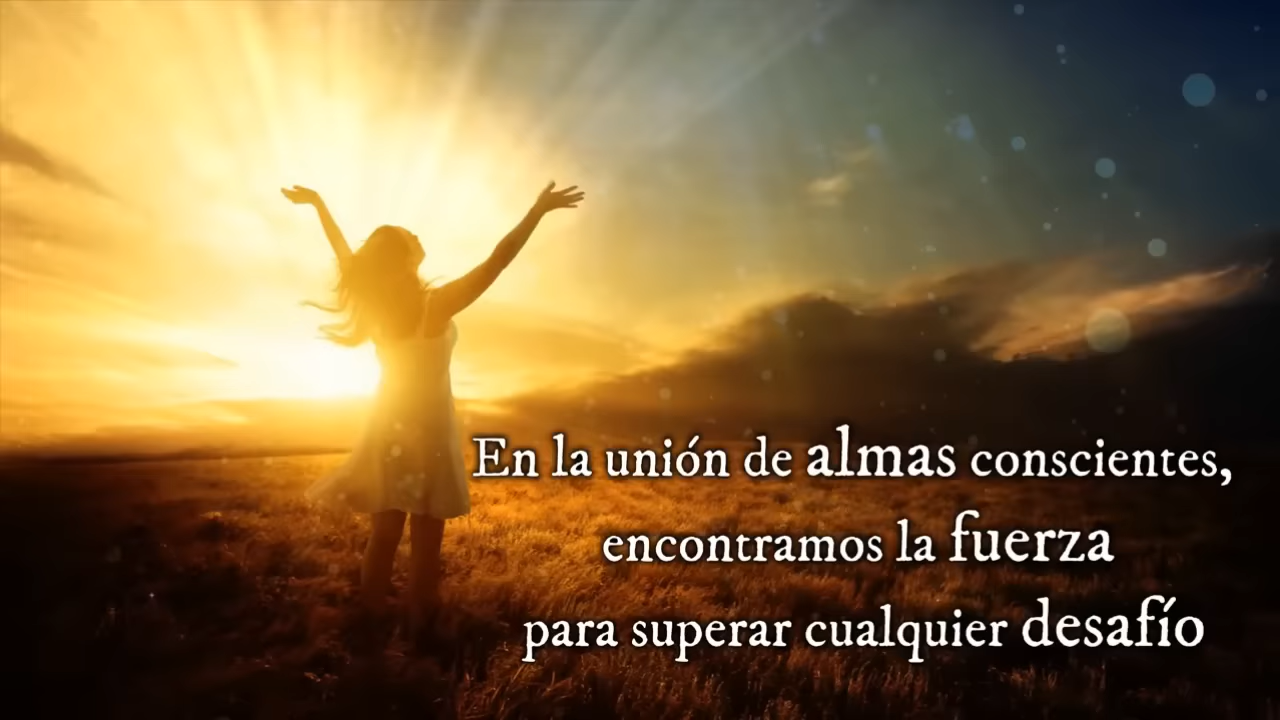 En la unión de almas conscientes,
encontramos la fuerza
para superar cualquier desafío